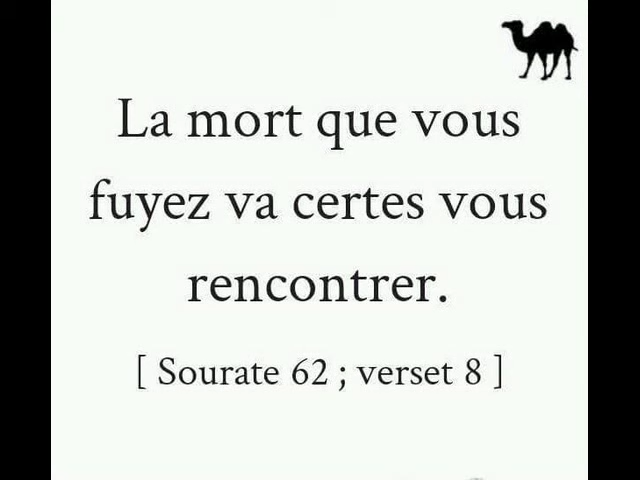 La mort que vous
fuyez va certes vous
rencontrer.
[ Sourate 62 ; verset 8 ]